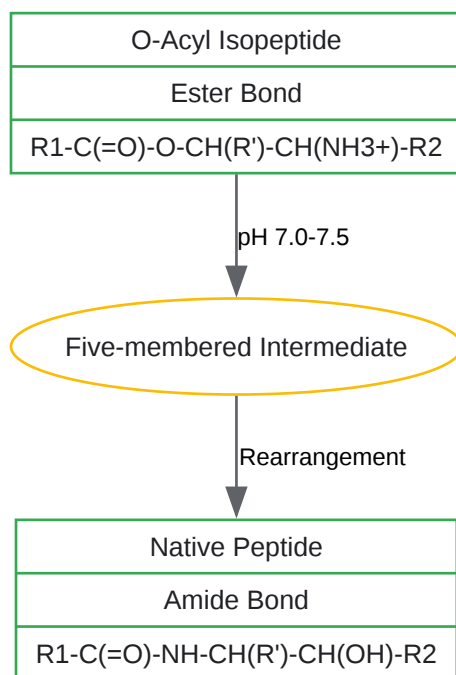 O-Acyl Isopeptide
Ester Bond
R1-C(=O)-O-CH(R')-CH(NH3+)-R2
pH 7.0-7.5
Five-membered Intermediate
Rearrangement
Native Peptide
Amide Bond
R1-C(=O)-NH-CH(R')-CH(OH)-R2